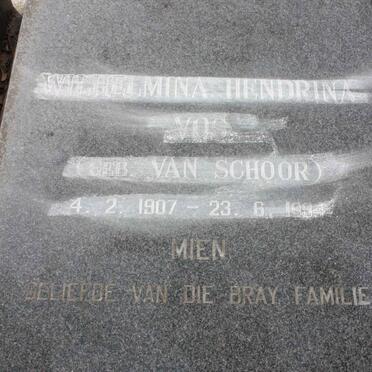 WILHELMINA HENDRINA
VOS
(GEB. VAN SCHOOR)
4. 2. 1907 – 23. 6.
MIEN
GELIEFDE VAN DIE BRAY FAMILIE